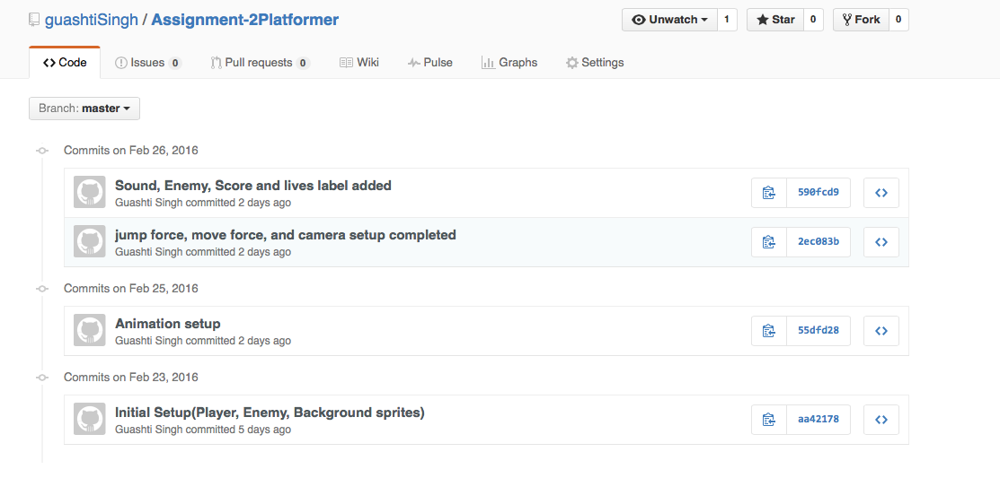 guashtiSingh / Assignment-2Platformer
Unwatch 1 Star 0 Fork 0
Code Issues 0 Pull requests 0 Wiki Pulse Graphs Settings
Branch: master
Commits on Feb 26, 2016
Sound, Enemy, Score and lives label added
Guashti Singh committed 2 days ago
590fcd9
jump force, move force, and camera setup completed
Guashti Singh committed 2 days ago
2ec083b
Commits on Feb 25, 2016
Animation setup
Guashti Singh committed 2 days ago
55dfd28
Commits on Feb 23, 2016
Initial Setup(Player, Enemy, Background sprites)
Guashti Singh committed 5 days ago
aa42178